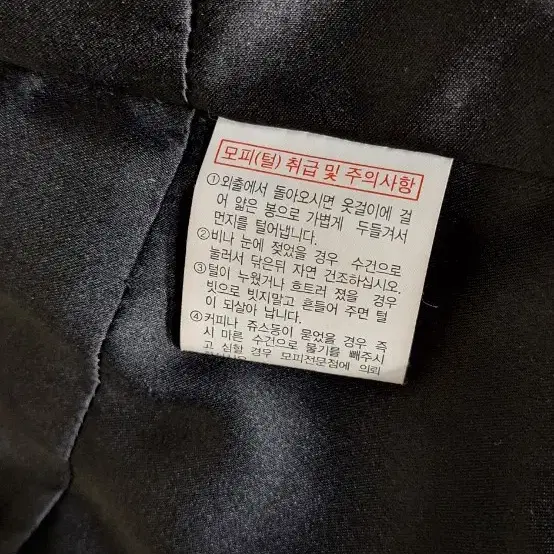 모피(털) 취급 및 주의사항
①외출에서 돌아오시면 옷걸이에 걸
어 얇은 봉으로 가볍게 두들겨서
먼지를 털어냅니다.
②비나 눈에 젖었을 경우 수건으로
눌러서 닦은뒤 자연 건조하십시오.
③털이 누웠거나 흐트러 졌을 경우
빗으로 빗지말고 흔들어 주면 털
이 되살아 납니다.
④커피나 쥬스등이 묻었을 경우 즉
시 마른 수건으로 물기를 빼주시
고 심할 경우 모피전문점에 의뢰